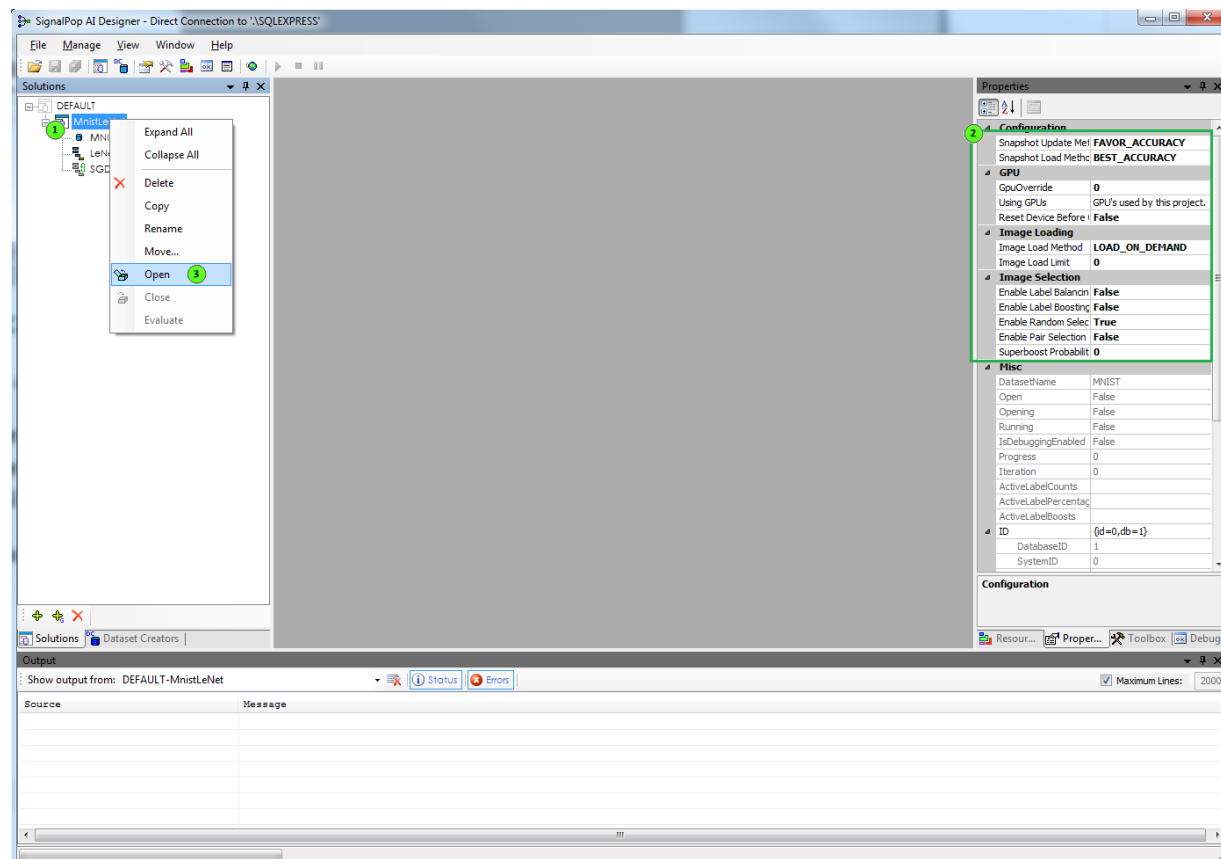 SignalPop AI Designer - Direct Connection to '.\SQLEXPRESS'
File Manage View Window Help
Solutions
DEFAULT
MnistLe
1
MNI
LeNe
SGD
Expand All
Collapse All
Delete
Copy
Rename
Move...
Open 3
Close
Evaluate
Solutions Dataset Creators
Properties
2
Configuration
Snapshot Update Met FAVOR_ACCURACY
Snapshot Load Methc BEST_ACCURACY
GPU
GpuOverride 0
Using GPUs GPU's used by this project.
Reset Device Before False
Image Loading
Image Load Method LOAD_ON_DEMAND
Image Load Limit 0
Image Selection
Enable Label Balancin False
Enable Label Boosting False
Enable Random Selec True
Enable Pair Selection False
Superboost Probabilit 0
Misc
DatasetName MNIST
Open False
Opening False
Running False
IsDebuggingEnabled False
Progress 0
Iteration 0
ActiveLabelCounts
ActiveLabelPercentag
ActiveLabelBoosts
ID {id=0,db=1}
DatabaseID 1
SystemID 0
Configuration
Resour... Proper... Toolbox Debug
Output
Show output from: DEFAULT-MnistLeNet Status Errors Maximum Lines: 2000
Source Message